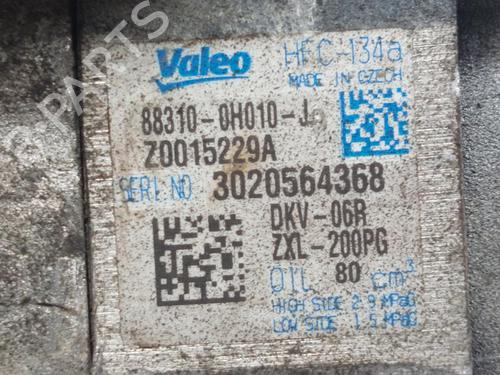 Valeo HFC-134a
MADE IN CZECH
88310-0H010-J
Z0015229A
SERI.NO 3020564368
DKV-06R
ZXL-200PG
OIL 80 cm³
HIGH SIDE 2.9 MPaG
LOW SIDE 1.5 MPaG
PARTS